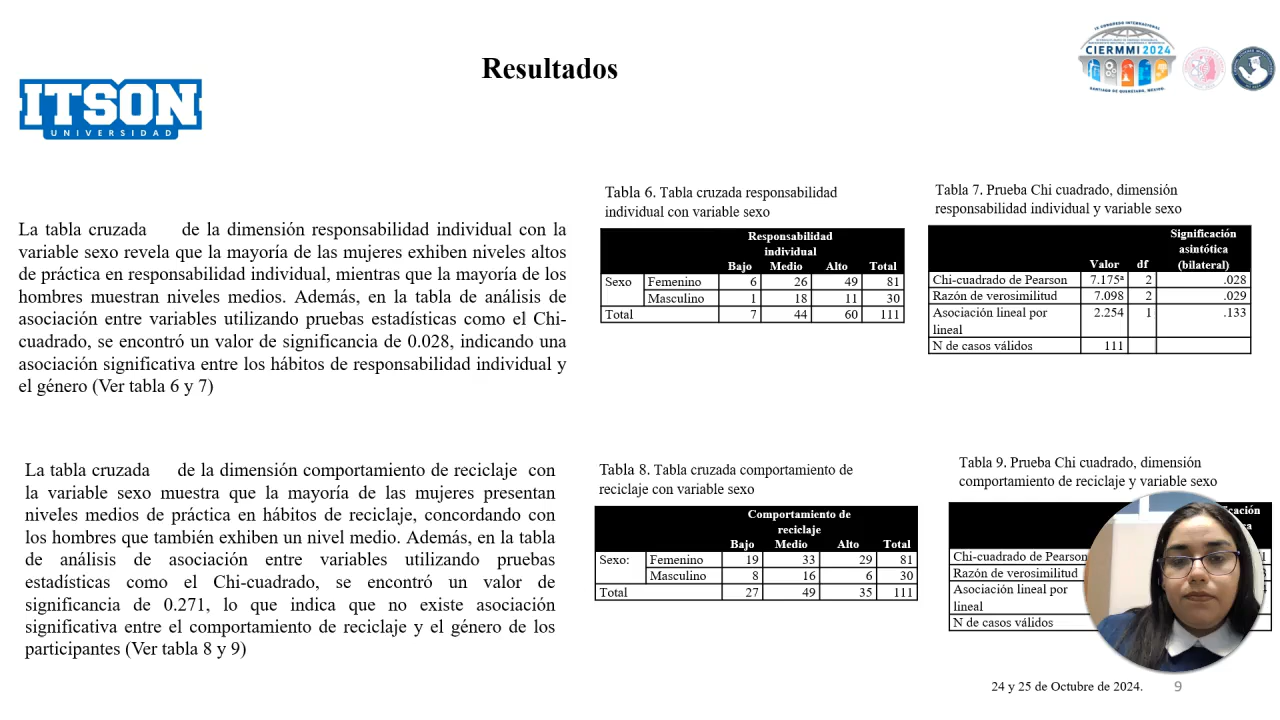 Resultados
ITSON
UNIVERSIDAD
CIERMMI 2024
La tabla cruzada de la dimensión responsabilidad individual con la
variable sexo revela que la mayoría de las mujeres exhiben niveles altos
de práctica en responsabilidad individual, mientras que la mayoría de los
hombres muestran niveles medios. Además, en la tabla de análisis de
asociación entre variables utilizando pruebas estadísticas como el Chi-
cuadrado, se encontró un valor de significancia de 0.028, indicando una
asociación significativa entre los hábitos de responsabilidad individual y
el género (Ver tabla 6 y 7)
Tabla 6. Tabla cruzada responsabilidad
individual con variable sexo
Responsabilidad
individual
Bajo Medio Alto Total
Sexo Femenino 6 26 49 81
Masculino 1 18 11 30
Total 7 44 60 111
Tabla 7. Prueba Chi cuadrado, dimensión
responsabilidad individual y variable sexo
Significación
asintótica
Valor df (bilateral)
Chi-cuadrado de Pearson 7.175ª 2 .028
Razón de verosimilitud 7.098 2 .029
Asociación lineal por 2.254 1 .133
lineal
N de casos válidos 111
La tabla cruzada de la dimensión comportamiento de reciclaje con
la variable sexo muestra que la mayoría de las mujeres presentan
niveles medios de práctica en hábitos de reciclaje, concordando con
los hombres que también exhiben un nivel medio. Además, en la tabla
de análisis de asociación entre variables utilizando pruebas
estadísticas como el Chi-cuadrado, se encontró un valor de
significancia de 0.271, lo que indica que no existe asociación
significativa entre el comportamiento de reciclaje y el género de los
participantes (Ver tabla 8 y 9)
Tabla 8. Tabla cruzada comportamiento de
reciclaje con variable sexo
Comportamiento de
reciclaje
Bajo Medio Alto Total
Sexo: Femenino 19 33 29 81
Masculino 8 16 6 30
Total 27 49 35 111
Tabla 9. Prueba Chi cuadrado, dimensión
comportamiento de reciclaje y variable sexo
Chi-cuadrado de Pearson
Razón de verosimilitud
Asociación lineal por
lineal
N de casos válidos
24 y 25 de Octubre de 2024.
9